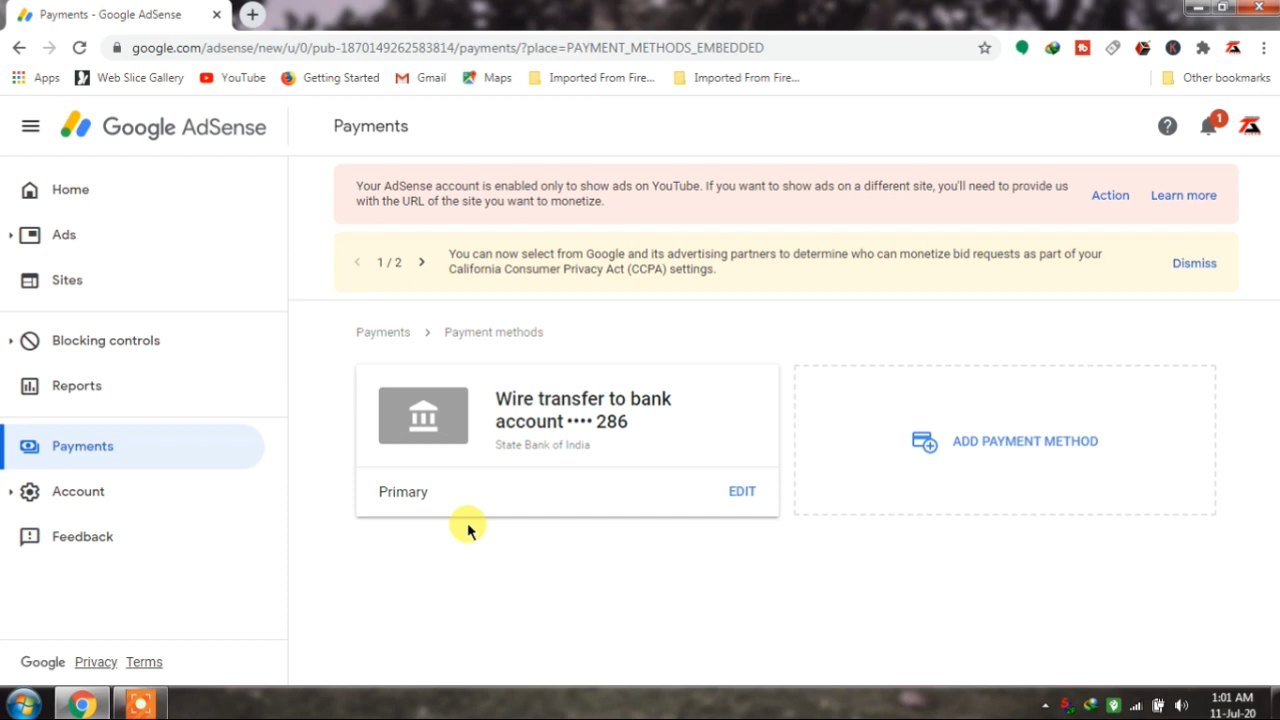 Payments - Google AdSense
google.com/adsense/new/u/0/pub-1870149262583814/payments/?place=PAYMENT_METHODS_EMBEDDED
Apps Web Slice Gallery YouTube Getting Started Gmail Maps Imported From Fire... Imported From Fire... Other bookmarks
Google AdSense
Payments
1
Home
Ads
Sites
Blocking controls
Reports
Payments
Account
Feedback
Google Privacy Terms
Your AdSense account is enabled only to show ads on YouTube. If you want to show ads on a different site, you'll need to provide us
with the URL of the site you want to monetize.
Action Learn more
1 / 2
You can now select from Google and its advertising partners to determine who can monetize bid requests as part of your
California Consumer Privacy Act (CCPA) settings.
Dismiss
Payments > Payment methods
Wire transfer to bank
account •••• 286
State Bank of India
Primary EDIT
ADD PAYMENT METHOD
1:01 AM
11-Jul-20